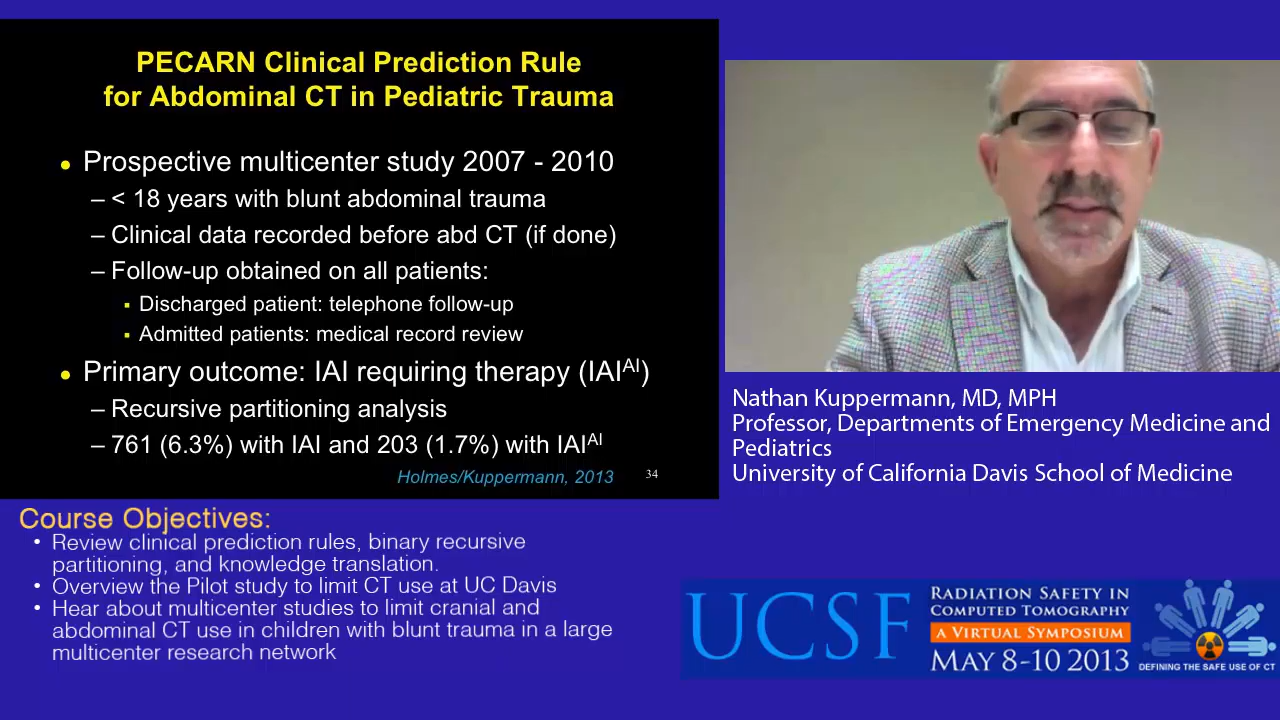 PECARN Clinical Prediction Rule
for Abdominal CT in Pediatric Trauma
● Prospective multicenter study 2007 - 2010
– < 18 years with blunt abdominal trauma
– Clinical data recorded before abd CT (if done)
– Follow-up obtained on all patients:
▪ Discharged patient: telephone follow-up
▪ Admitted patients: medical record review
● Primary outcome: IAI requiring therapy (IAI^AI)
– Recursive partitioning analysis
– 761 (6.3%) with IAI and 203 (1.7%) with IAI^AI
Holmes/Kuppermann, 2013
34
Nathan Kuppermann, MD, MPH
Professor, Departments of Emergency Medicine and
Pediatrics
University of California Davis School of Medicine
Course Objectives:
• Review clinical prediction rules, binary recursive
partitioning, and knowledge translation.
• Overview the Pilot study to limit CT use at UC Davis
• Hear about multicenter studies to limit cranial and
abdominal CT use in children with blunt trauma in a large
multicenter research network
UCSF
RADIATION SAFETY IN
COMPUTED TOMOGRAPHY
A VIRTUAL SYMPOSIUM
MAY 8-10 2013
DEFINING THE SAFE USE OF CT